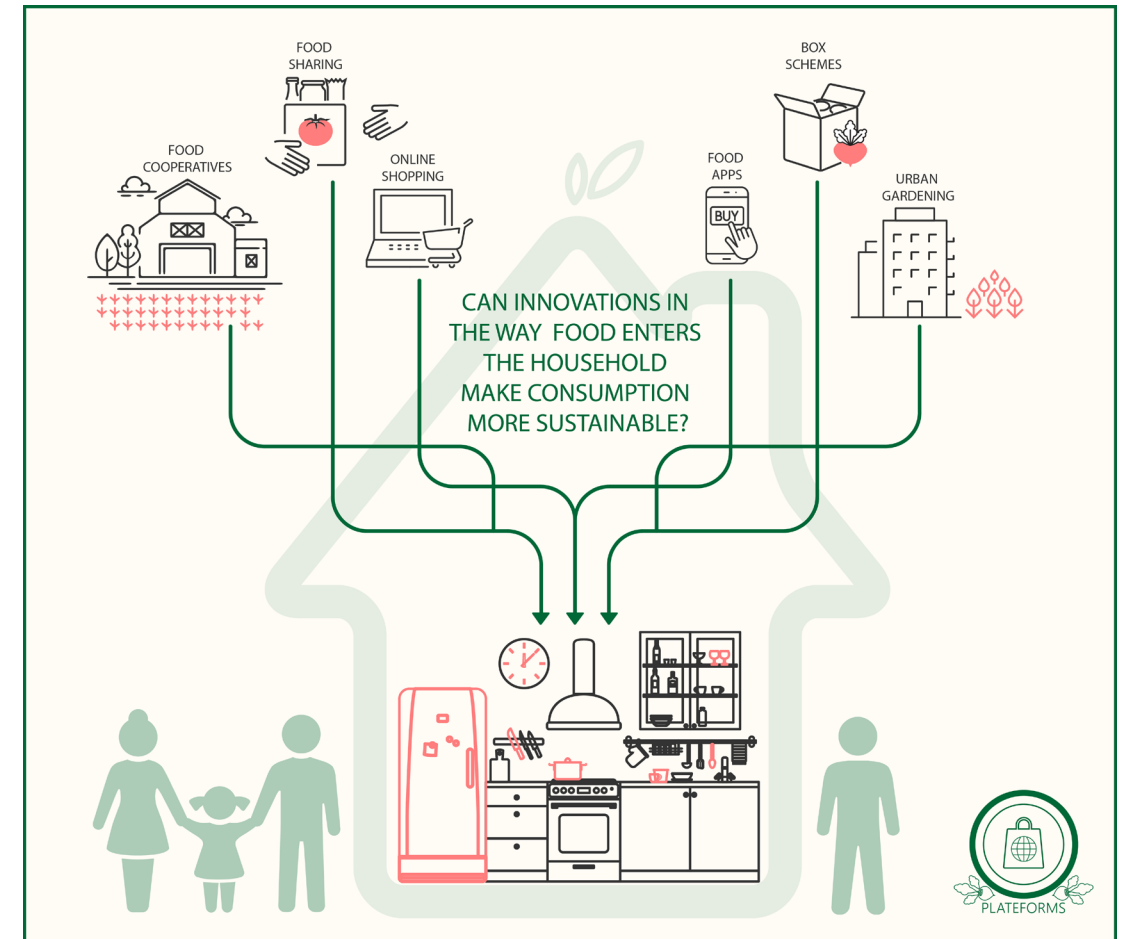 FOOD
SHARING
BOX
SCHEMES
FOOD
COOPERATIVES
ONLINE
SHOPPING
FOOD
APPS
BUY
URBAN
GARDENING
CAN INNOVATIONS IN
THE WAY FOOD ENTERS
THE HOUSEHOLD
MAKE CONSUMPTION
MORE SUSTAINABLE?
PLATEFORMS